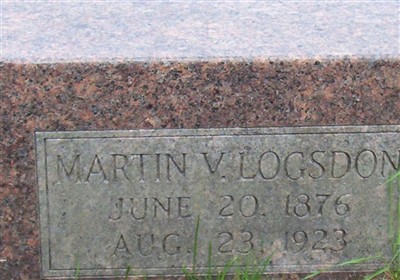 MARTIN V. LOGSDON
JUNE 20. 1876
AUG. 23. 1923